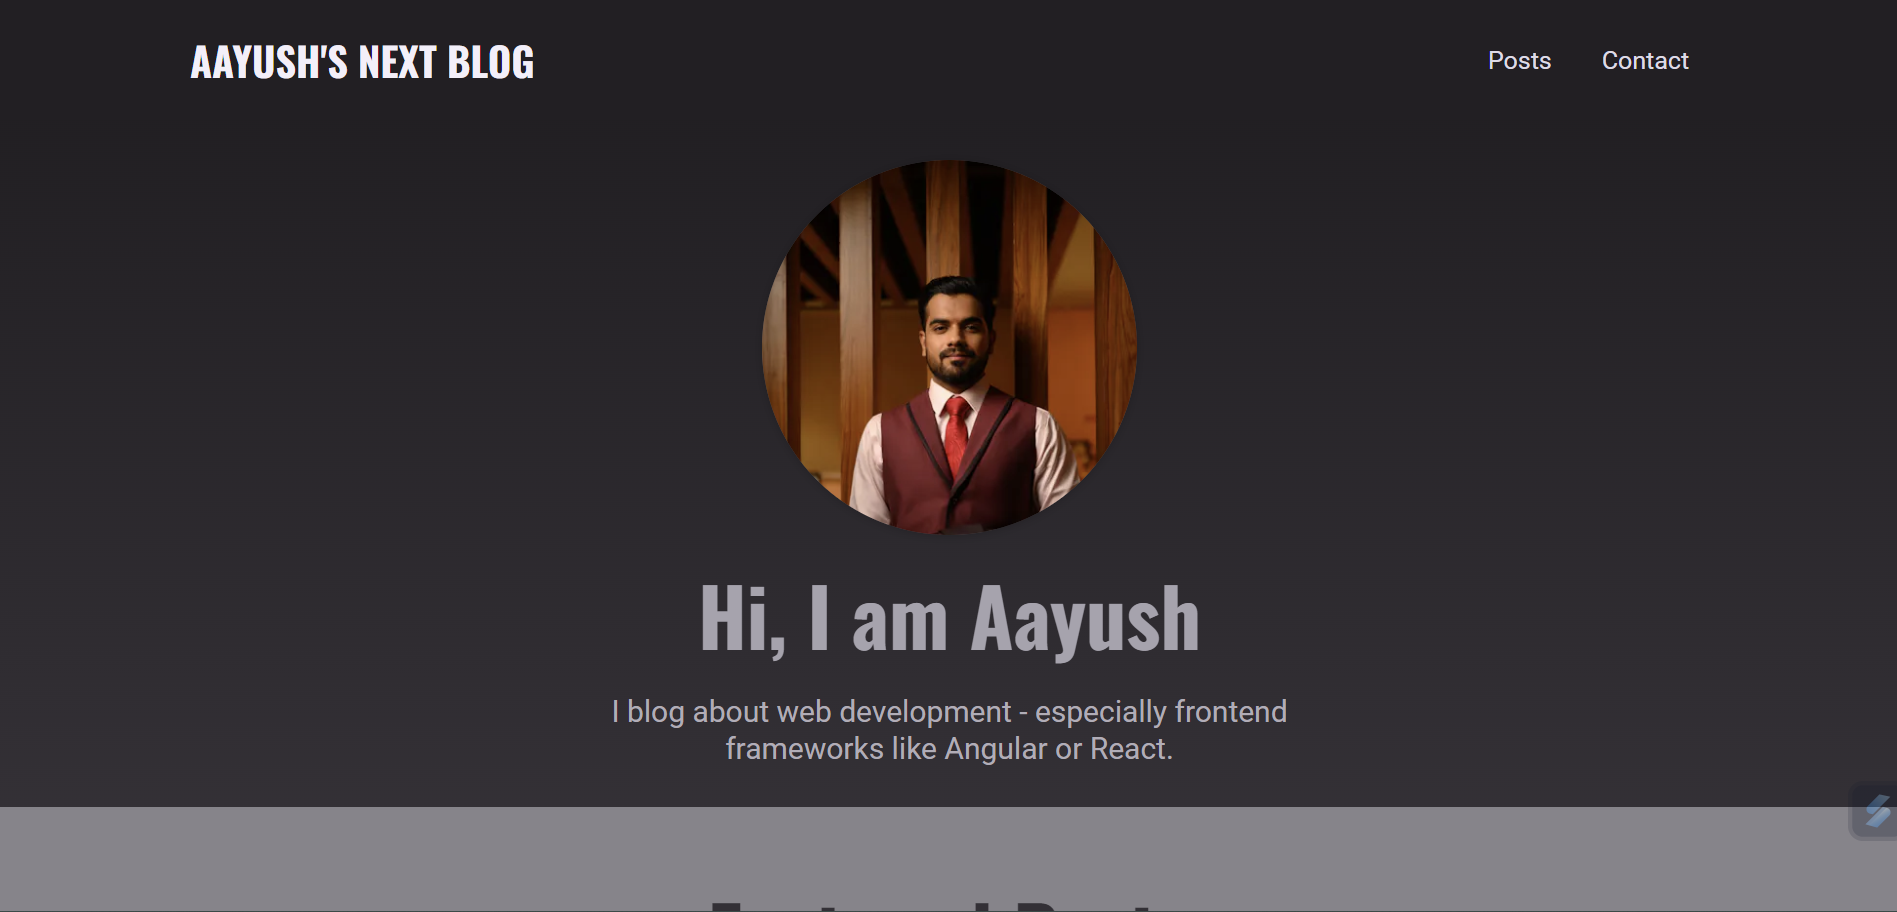 AAYUSH'S NEXT BLOG
Posts
Contact
Hi, I am Aayush
I blog about web development - especially frontend
frameworks like Angular or React.